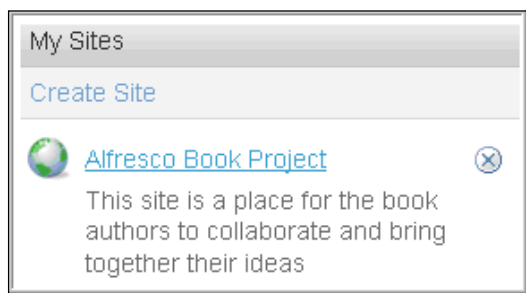 My Sites
Create Site
Alfresco Book Project
This site is a place for the book
authors to collaborate and bring
together their ideas